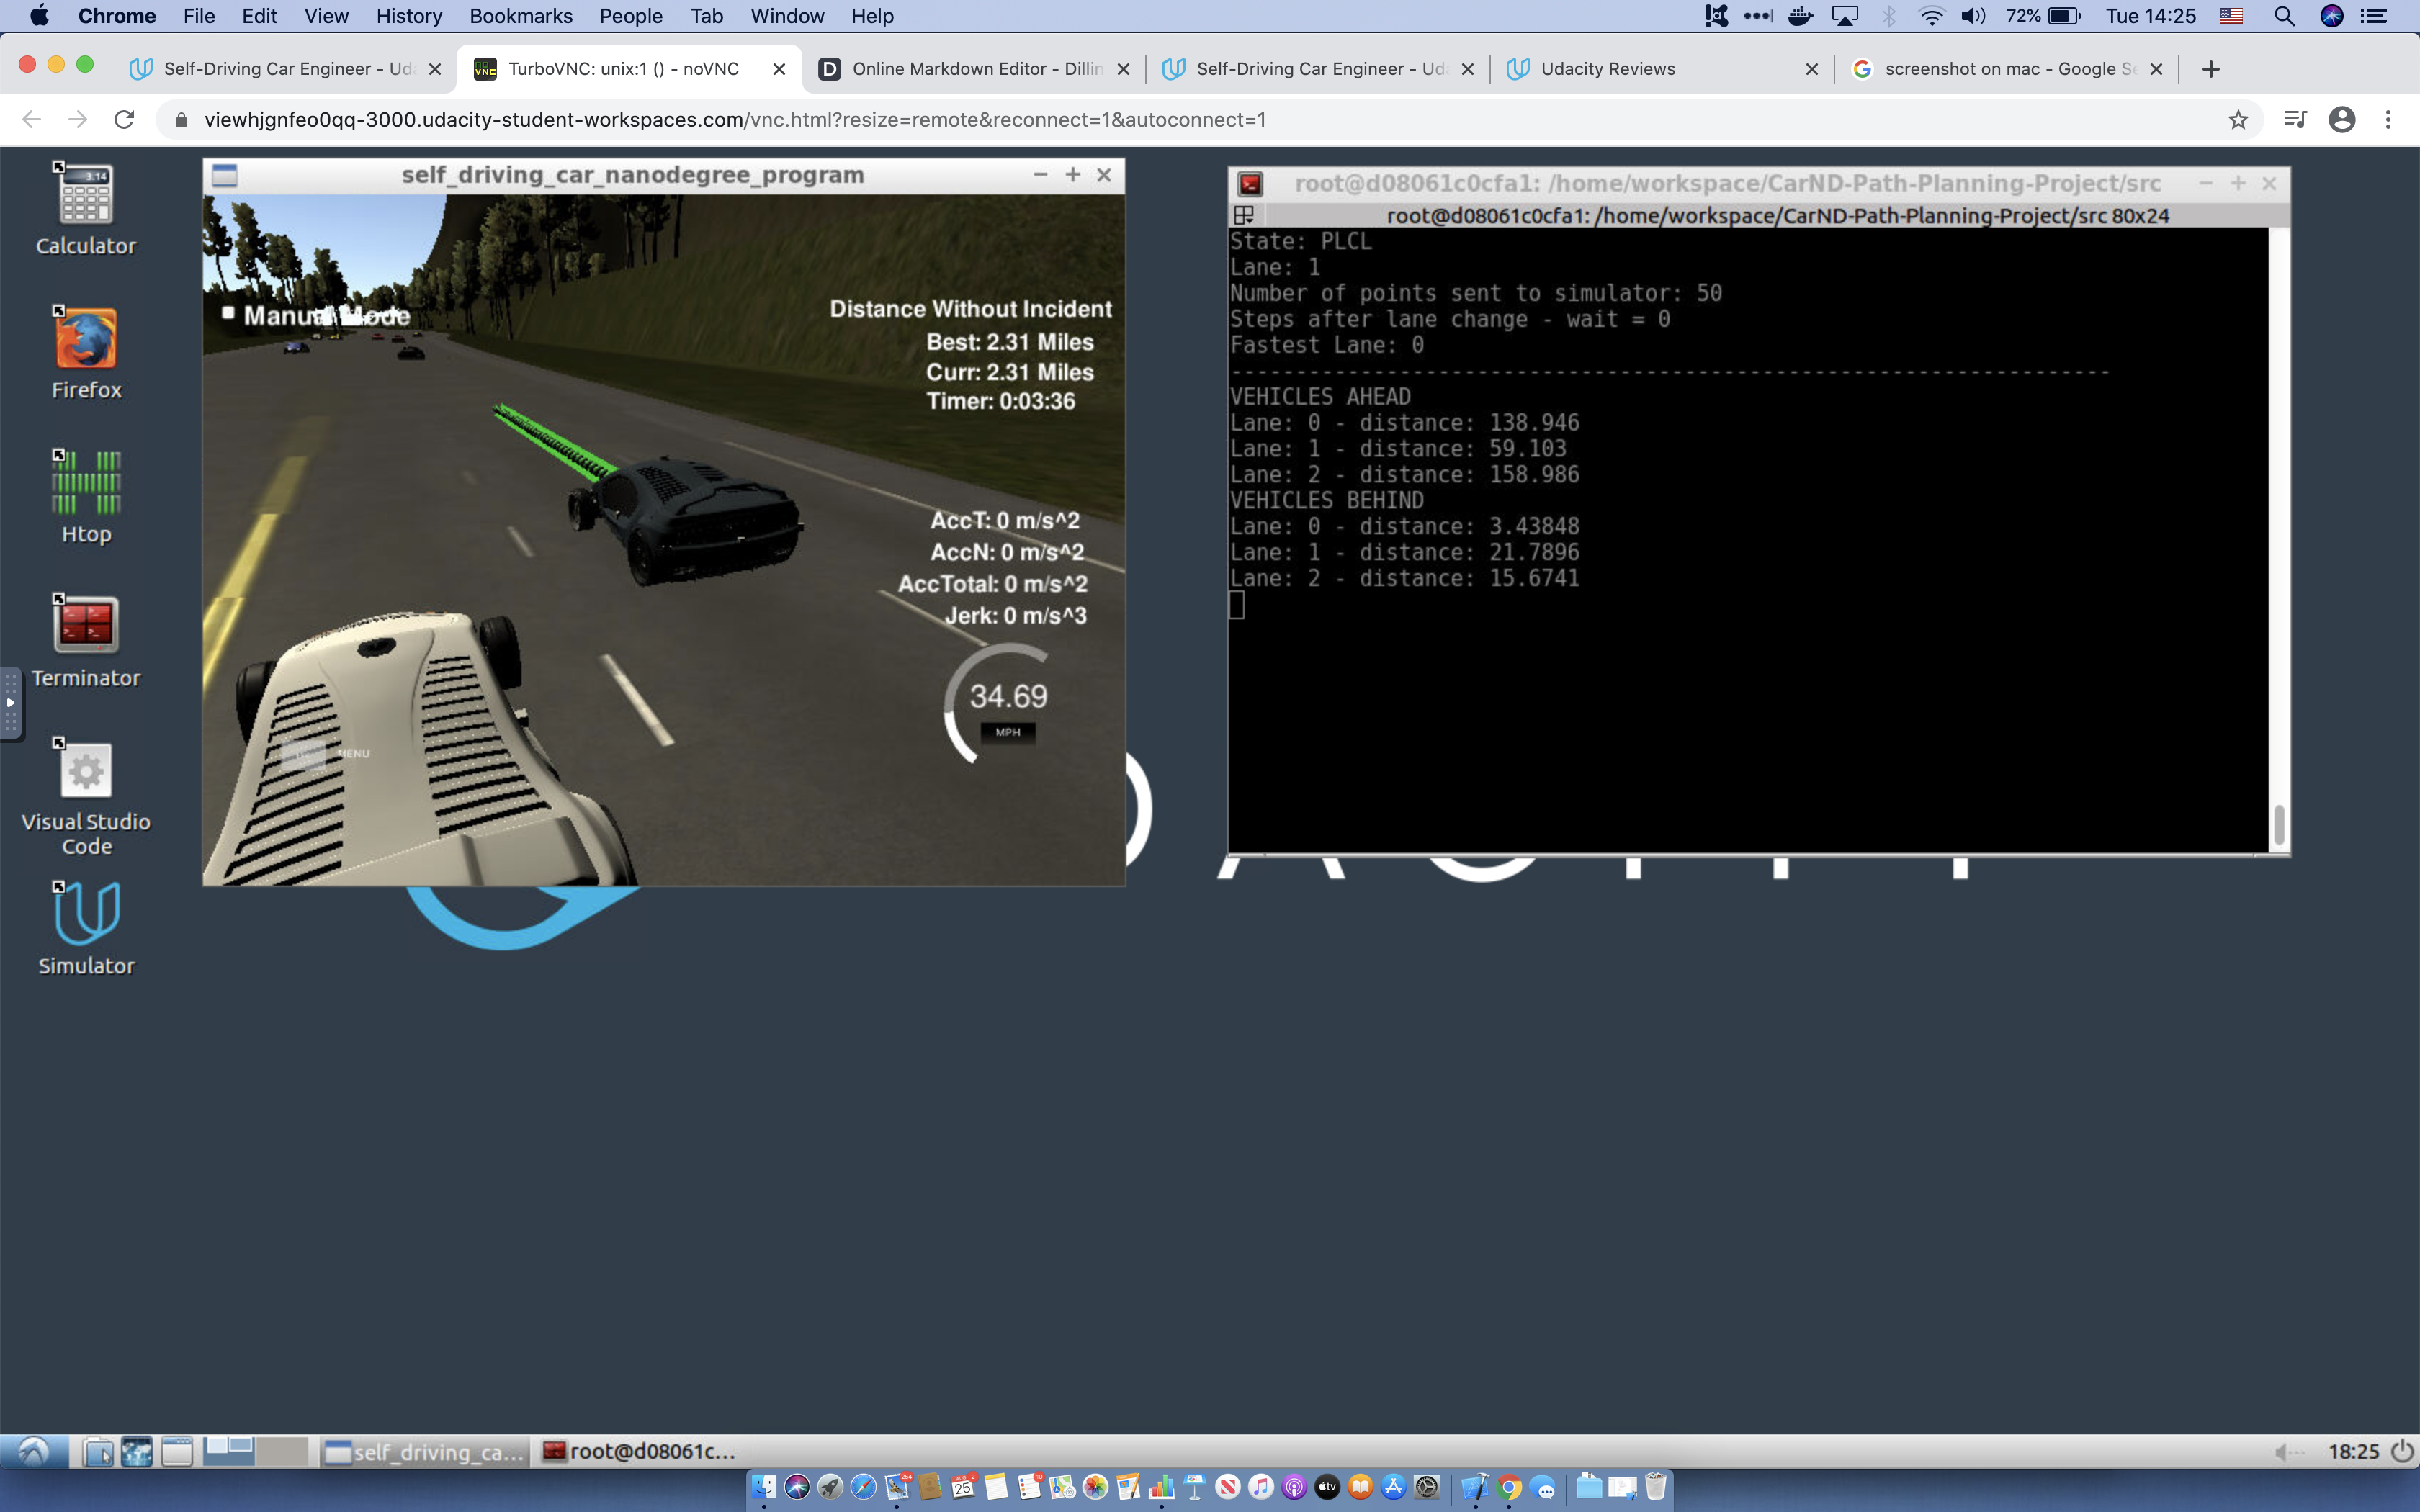 Chrome File Edit View History Bookmarks People Tab Window Help 72% Tue 14:25
Self-Driving Car Engineer - Ud
TurboVNC: unix:1 () - noVNC
Online Markdown Editor - Dillin
Self-Driving Car Engineer - Ud
Udacity Reviews
screenshot on mac - Google S
viewhjgnfeo0qq-3000.udacity-student-workspaces.com/vnc.html?resize=remote&reconnect=1&autoconnect=1
Calculator
Firefox
Htop
Terminator
Visual Studio
Code
Simulator
self_driving_car_nanodegree_program
Manual Mode
Distance Without Incident
Best: 2.31 Miles
Curr: 2.31 Miles
Timer: 0:03:36
AccT: 0 m/s^2
AccN: 0 m/s^2
AccTotal: 0 m/s^2
Jerk: 0 m/s^3
34.69
MPH
MENU
root@d08061c0cfa1: /home/workspace/CarND-Path-Planning-Project/src
root@d08061c0cfa1: /home/workspace/CarND-Path-Planning-Project/src 80x24
State: PLCL
Lane: 1
Number of points sent to simulator: 50
Steps after lane change - wait = 0
Fastest Lane: 0
--------------------------------------------------------------------
VEHICLES AHEAD
Lane: 0 - distance: 138.946
Lane: 1 - distance: 59.103
Lane: 2 - distance: 158.986
VEHICLES BEHIND
Lane: 0 - distance: 3.43848
Lane: 1 - distance: 21.7896
Lane: 2 - distance: 15.6741
self_driving_ca...
root@d08061c...
18:25